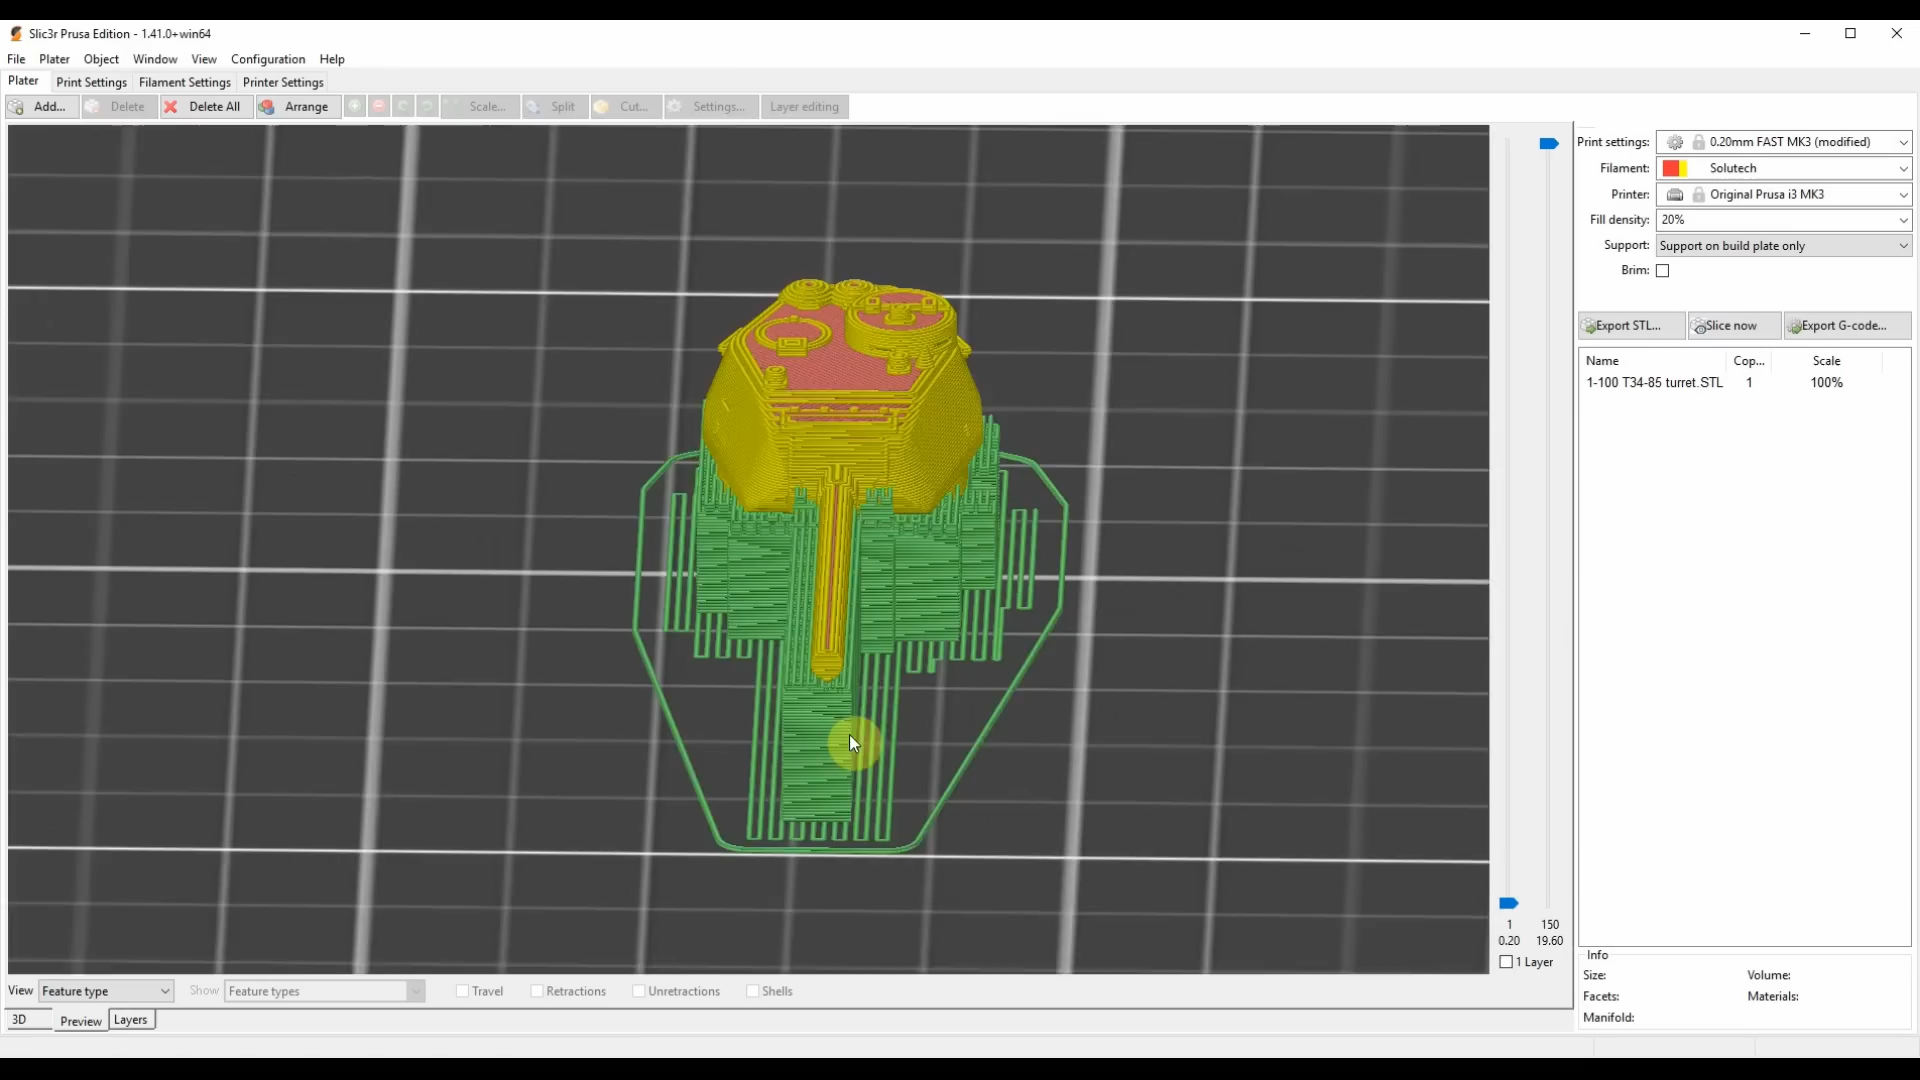 Slic3r Prusa Edition - 1.41.0+win64
File Plater Object Window View Configuration Help
Plater Print Settings Filament Settings Printer Settings
Add... Delete Delete All Arrange Scale... Split Cut... Settings... Layer editing
Print settings: 0.20mm FAST MK3 (modified)
Filament: Solutech
Printer: Original Prusa i3 MK3
Fill density: 20%
Support: Support on build plate only
Brim:
Export STL... Slice now Export G-code...
Name Cop... Scale
1-100 T34-85 turret.STL 1 100%
1 150
0.20 19.60
1 Layer
Info
Size: Volume:
Facets: Materials:
Manifold:
View Feature type Show Feature types Travel Retractions Unretractions Shells
3D Preview Layers